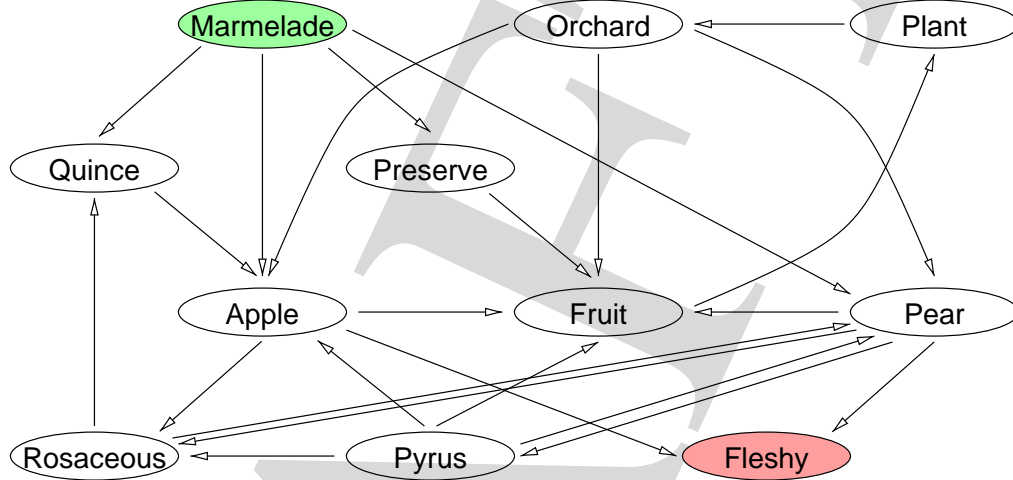 Marmelade
Orchard
Plant
Quince
Preserve
Apple
Fruit
Pear
Rosaceous
Pyrus
Fleshy